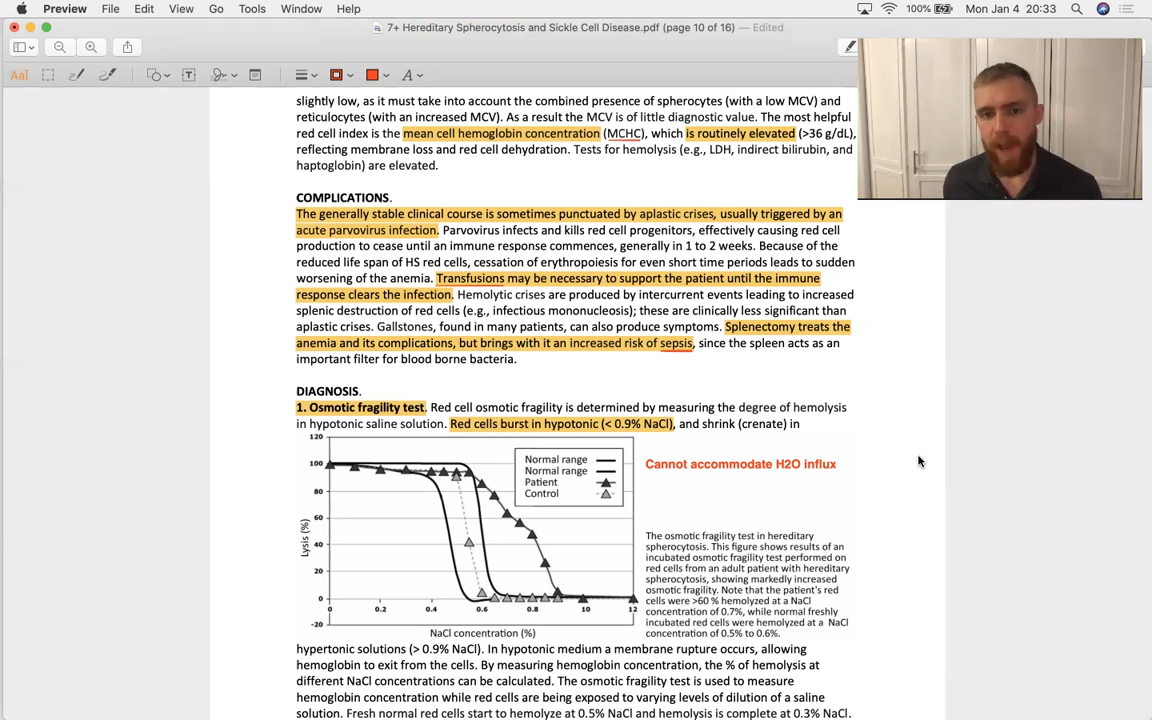 Preview File Edit View Go Tools Window Help 100% Mon Jan 4 20:33
7+ Hereditary Spherocytosis and Sickle Cell Disease.pdf (page 10 of 16) — Edited
slightly low, as it must take into account the combined presence of spherocytes (with a low MCV) and
reticulocytes (with an increased MCV). As a result the MCV is of little diagnostic value. The most helpful
red cell index is the mean cell hemoglobin concentration (MCHC), which is routinely elevated (>36 g/dL),
reflecting membrane loss and red cell dehydration. Tests for hemolysis (e.g., LDH, indirect bilirubin, and
haptoglobin) are elevated.
COMPLICATIONS.
The generally stable clinical course is sometimes punctuated by aplastic crises, usually triggered by an
acute parvovirus infection. Parvovirus infects and kills red cell progenitors, effectively causing red cell
production to cease until an immune response commences, generally in 1 to 2 weeks. Because of the
reduced life span of HS red cells, cessation of erythropoiesis for even short time periods leads to sudden
worsening of the anemia. Transfusions may be necessary to support the patient until the immune
response clears the infection. Hemolytic crises are produced by intercurrent events leading to increased
splenic destruction of red cells (e.g., infectious mononucleosis); these are clinically less significant than
aplastic crises. Gallstones, found in many patients, can also produce symptoms. Splenectomy treats the
anemia and its complications, but brings with it an increased risk of sepsis, since the spleen acts as an
important filter for blood borne bacteria.
DIAGNOSIS.
1. Osmotic fragility test. Red cell osmotic fragility is determined by measuring the degree of hemolysis
in hypotonic saline solution. Red cells burst in hypotonic (< 0.9% NaCl), and shrink (crenate) in
120
100
80
60
40
20
0
-20
Lysis (%)
0 0.2 0.4 0.6 0.8 10 12
NaCl concentration (%)
Normal range
Normal range
Patient
Control
Cannot accommodate H2O influx
The osmotic fragility test in hereditary
spherocytosis. This figure shows results of an
incubated osmotic fragility test performed on
red cells from an adult patient with hereditary
spherocytosis, showing markedly increased
osmotic fragility. Note that the patient's red
cells were >60 % hemolyzed at a NaCl
concentration of 0.7%, while normal freshly
incubated red cells were hemolyzed at a NaCl
concentration of 0.5% to 0.6%.
hypertonic solutions (> 0.9% NaCl). In hypotonic medium a membrane rupture occurs, allowing
hemoglobin to exit from the cells. By measuring hemoglobin concentration, the % of hemolysis at
different NaCl concentrations can be calculated. The osmotic fragility test is used to measure
hemoglobin concentration while red cells are being exposed to varying levels of dilution of a saline
solution. Fresh normal red cells start to hemolyze at 0.5% NaCl and hemolysis is complete at 0.3% NaCl.